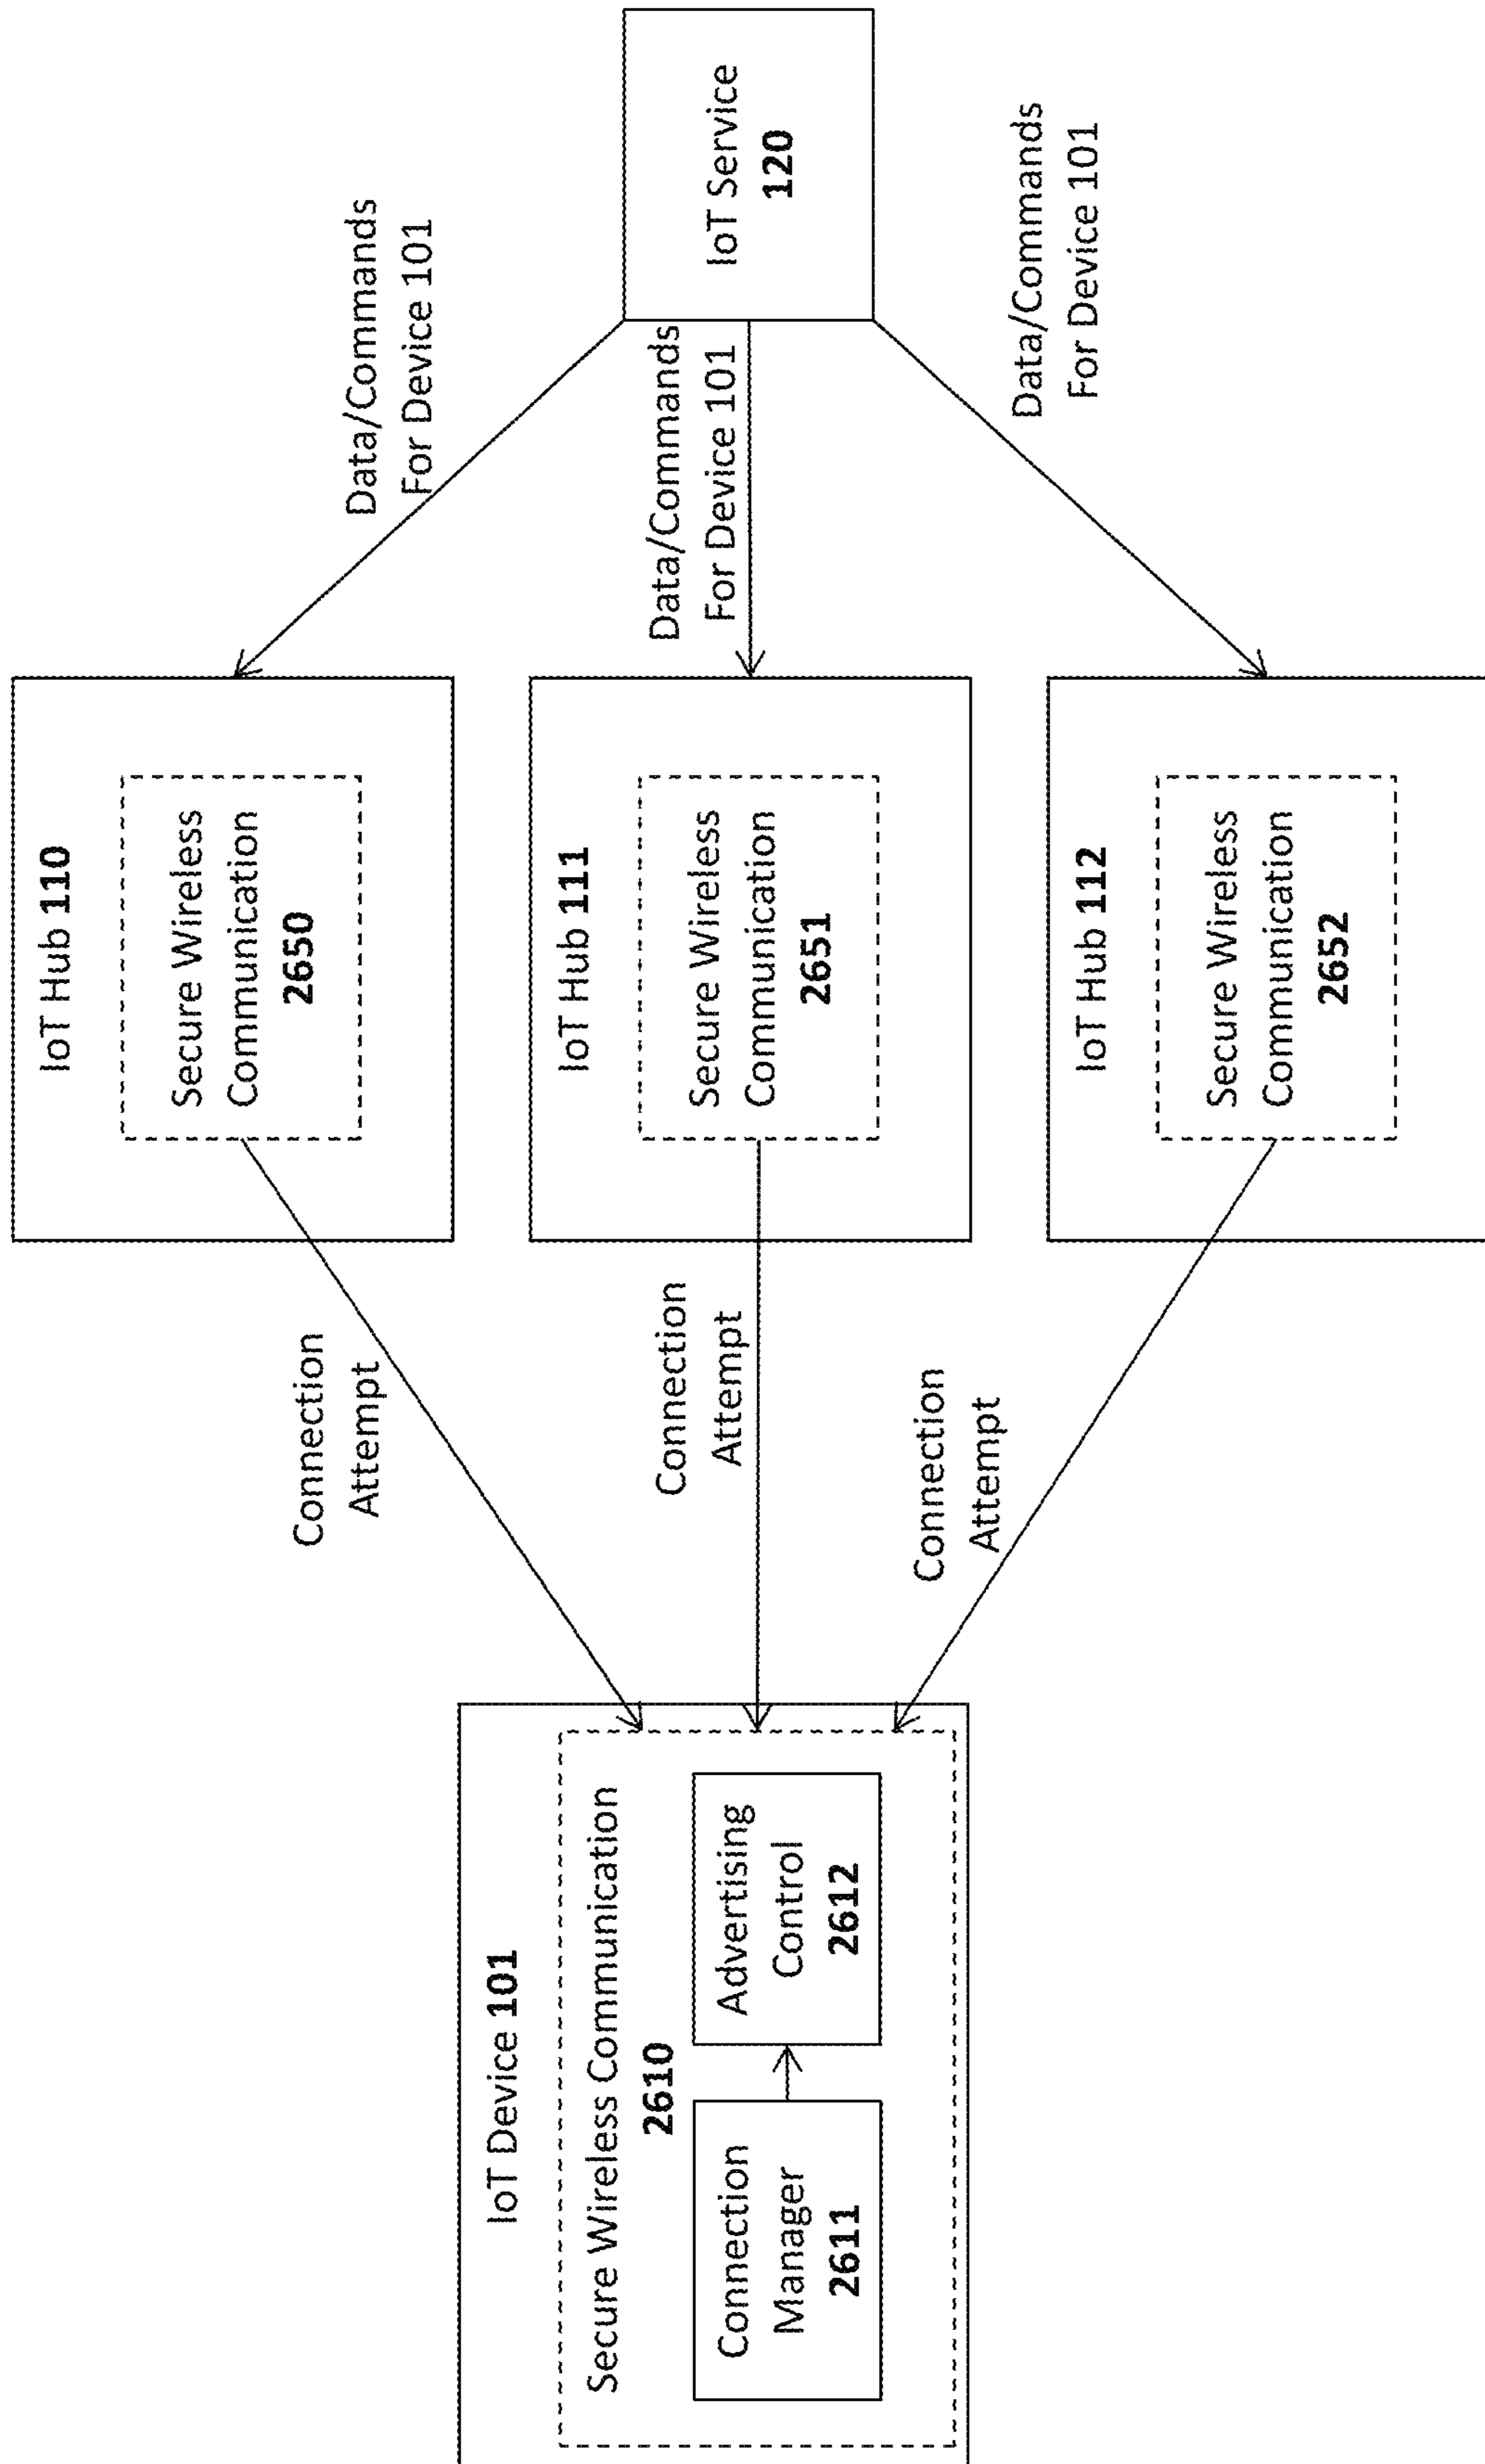 IoT Device 101
Secure Wireless Communication
2610
Connection
Manager
2611
Advertising
Control
2612
Connection
Attempt
Connection
Attempt
Connection
Attempt
IoT Hub 110
Secure Wireless
Communication
2650
IoT Hub 111
Secure Wireless
Communication
2651
IoT Hub 112
Secure Wireless
Communication
2652
Data/Commands
For Device 101
Data/Commands
For Device 101
Data/Commands
For Device 101
IoT Service
120